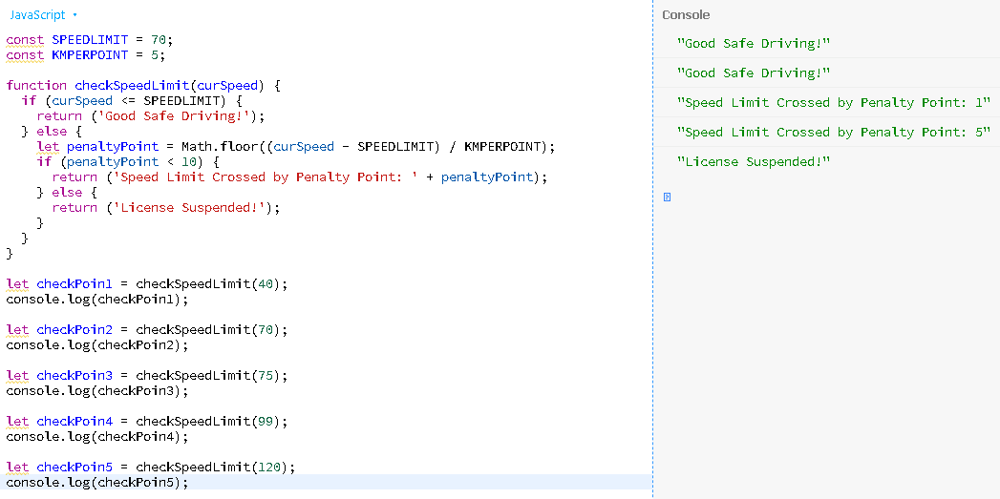 JavaScript
const SPEEDLIMIT = 70;
const KMPERPOINT = 5;
function checkSpeedLimit(curSpeed) {
if (curSpeed <= SPEEDLIMIT) {
return ('Good Safe Driving!');
} else {
let penaltyPoint = Math.floor((curSpeed - SPEEDLIMIT) / KMPERPOINT);
if (penaltyPoint < 10) {
return ('Speed Limit Crossed by Penalty Point: ' + penaltyPoint);
} else {
return ('License Suspended!');
}
}
}
let checkPoin1 = checkSpeedLimit(40);
console.log(checkPoin1);
let checkPoin2 = checkSpeedLimit(70);
console.log(checkPoin2);
let checkPoin3 = checkSpeedLimit(75);
console.log(checkPoin3);
let checkPoin4 = checkSpeedLimit(99);
console.log(checkPoin4);
let checkPoin5 = checkSpeedLimit(120);
console.log(checkPoin5);
Console
"Good Safe Driving!"
"Good Safe Driving!"
"Speed Limit Crossed by Penalty Point: 1"
"Speed Limit Crossed by Penalty Point: 5"
"License Suspended!"